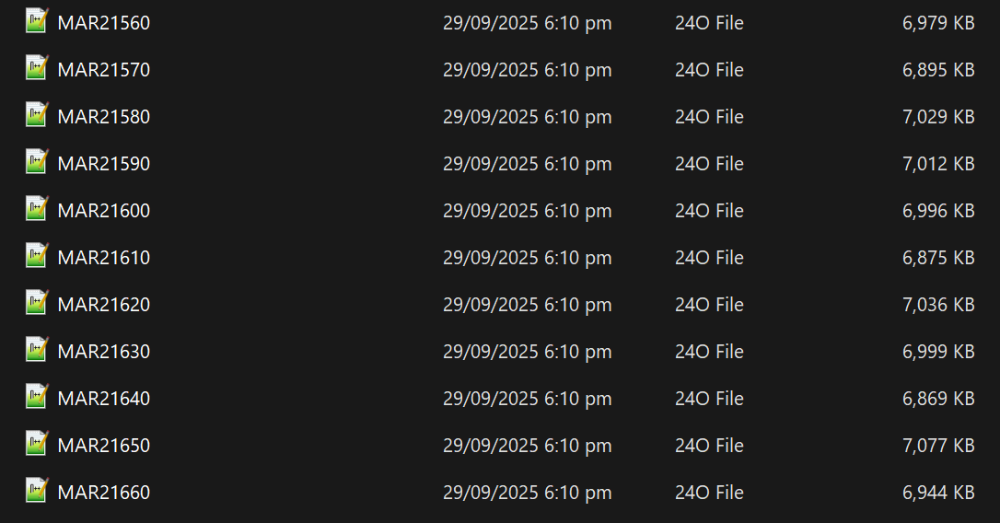 MAR21560 29/09/2025 6:10 pm 24O File 6,979 KB
MAR21570 29/09/2025 6:10 pm 24O File 6,895 KB
MAR21580 29/09/2025 6:10 pm 24O File 7,029 KB
MAR21590 29/09/2025 6:10 pm 24O File 7,012 KB
MAR21600 29/09/2025 6:10 pm 24O File 6,996 KB
MAR21610 29/09/2025 6:10 pm 24O File 6,875 KB
MAR21620 29/09/2025 6:10 pm 24O File 7,036 KB
MAR21630 29/09/2025 6:10 pm 24O File 6,999 KB
MAR21640 29/09/2025 6:10 pm 24O File 6,869 KB
MAR21650 29/09/2025 6:10 pm 24O File 7,077 KB
MAR21660 29/09/2025 6:10 pm 24O File 6,944 KB